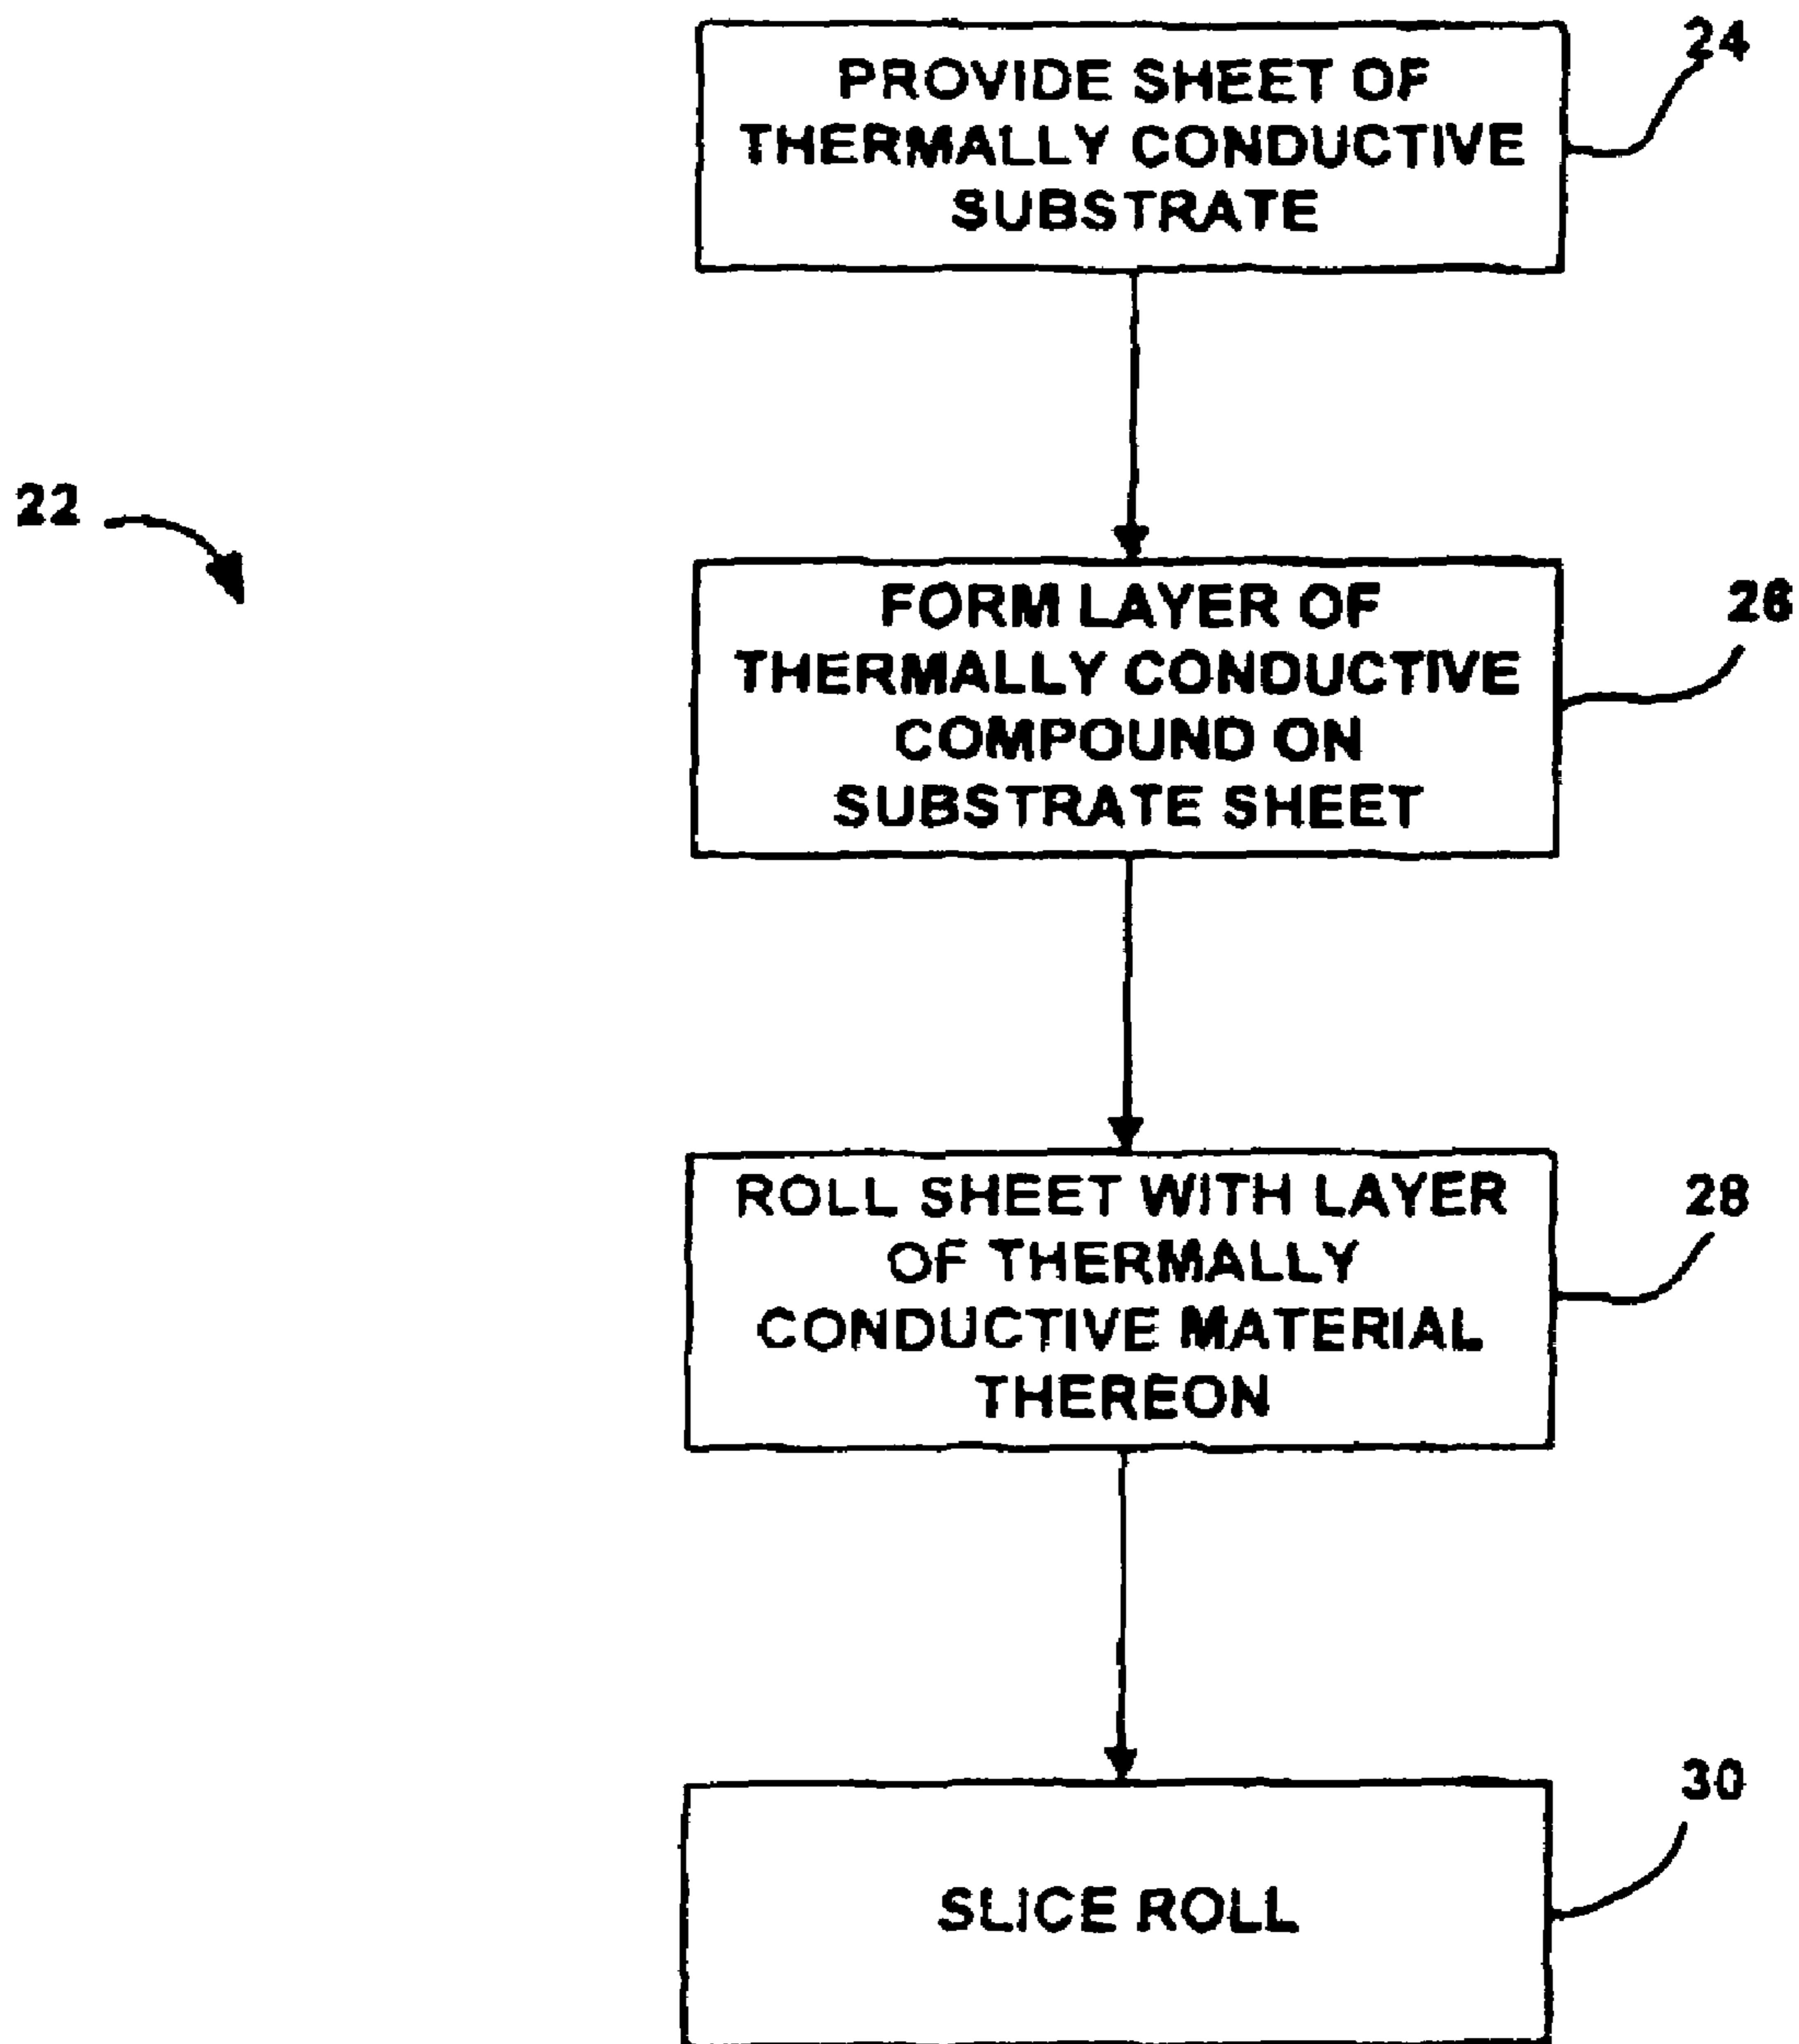 24
PROVIDE SHEET OF
THERMALLY CONDUCTIVE
SUBSTRATE
22
26
FORM LAYER OF
THERMALLY CONDUCTIVE
COMPOUND ON
SUBSTRATE SHEET
28
ROLL SHEET WITH LAYER
OF THERMALLY
CONDUCTIVE MATERIAL
THEREON
30
SLICE ROLL